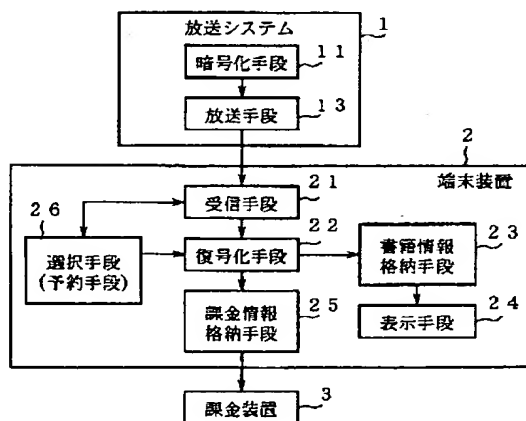 放送システム
1
暗号化手段
11
放送手段
13
2
端末装置
21
受信手段
26
選択手段
(予約手段)
22
復号化手段
23
書籍情報
格納手段
課金情報
格納手段
25
表示手段
24
課金装置
3